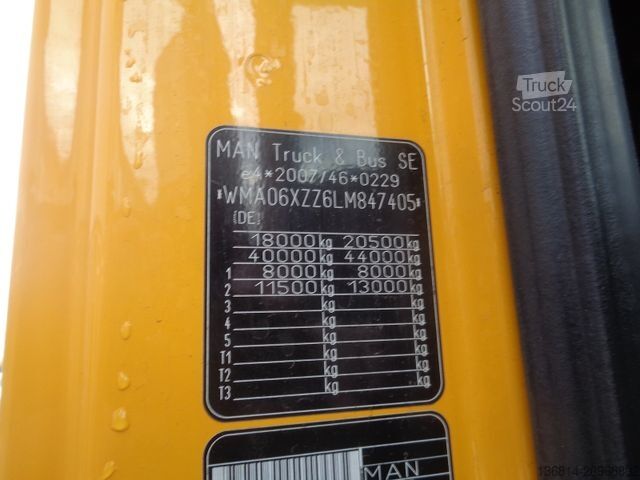 Truck
Scout24
MAN Truck & Bus SE
e4*2007/46*0229
*WMA06XZZ6LM847405*
(DE)
18000 kg 20500 kg
40000 kg 44000 kg
1 8000 kg 8000 kg
2 11500 kg 13000 kg
3 kg kg
4 kg kg
5 kg kg
T1 kg kg
T2 kg kg
T3 kg kg
MAN